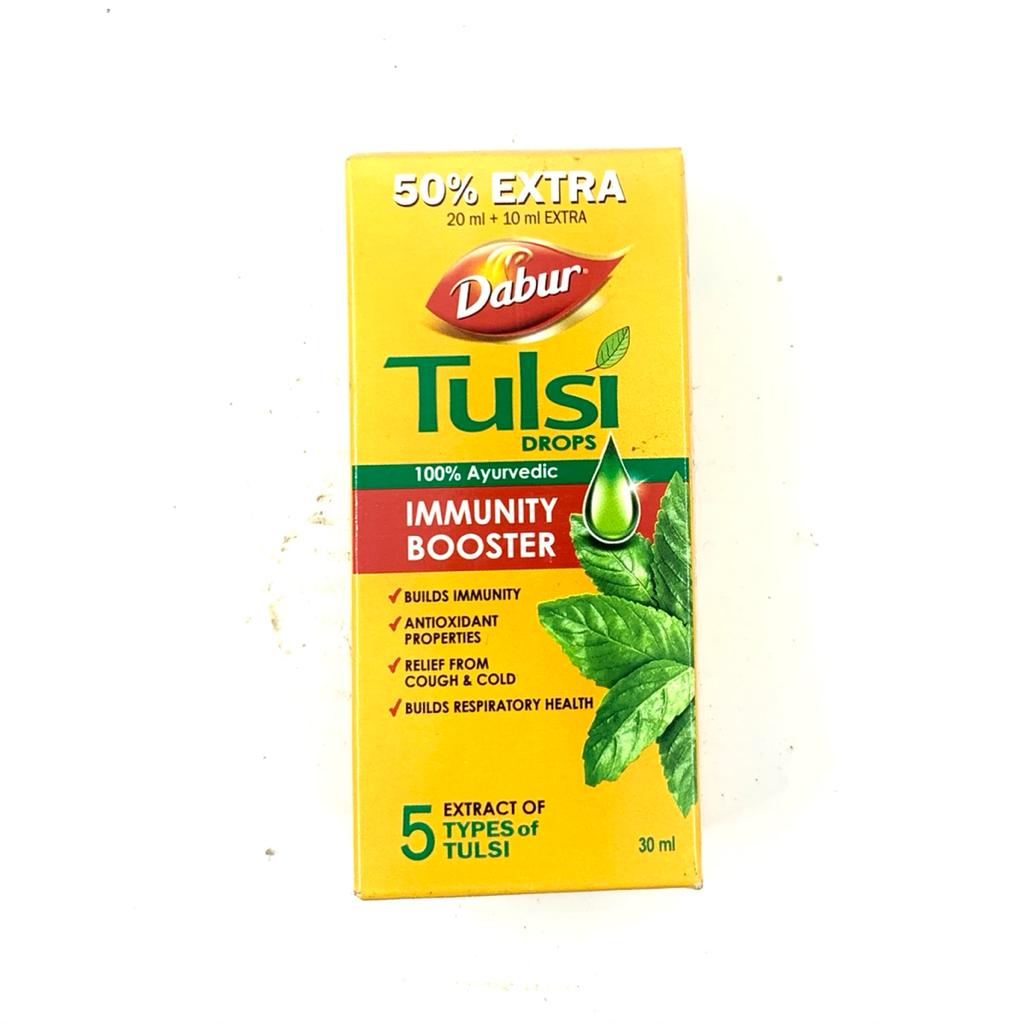 50% EXTRA
20 ml + 10 ml EXTRA
Dabur
Tulsi
DROPS
100% Ayurvedic
IMMUNITY
BOOSTER
BUILDS IMMUNITY
ANTIOXIDANT
PROPERTIES
RELIEF FROM
COUGH & COLD
BUILDS RESPIRATORY HEALTH
5 EXTRACT OF
TYPES of
TULSI
30 ml